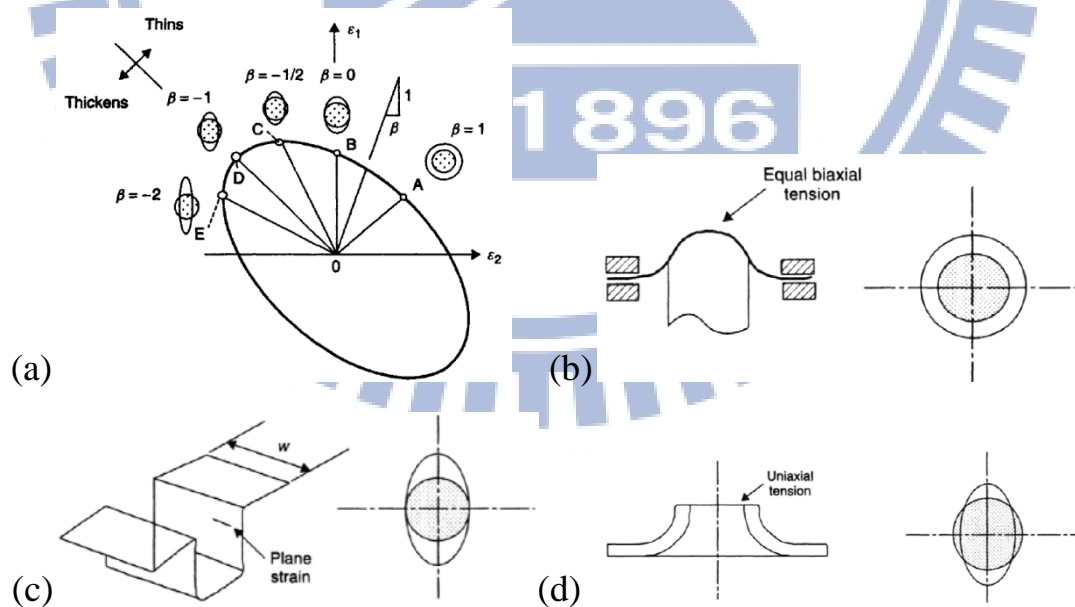 Thins
ε₁
Thickens
β = −1/2
β = 0
β = −1
1
β
β = 1
C
B
A
D
β = −2
E
0
ε₂
(a)
1896
Equal biaxial
tension
(b)
w
Plane
strain
(c)
Uniaxial
tension
(d)